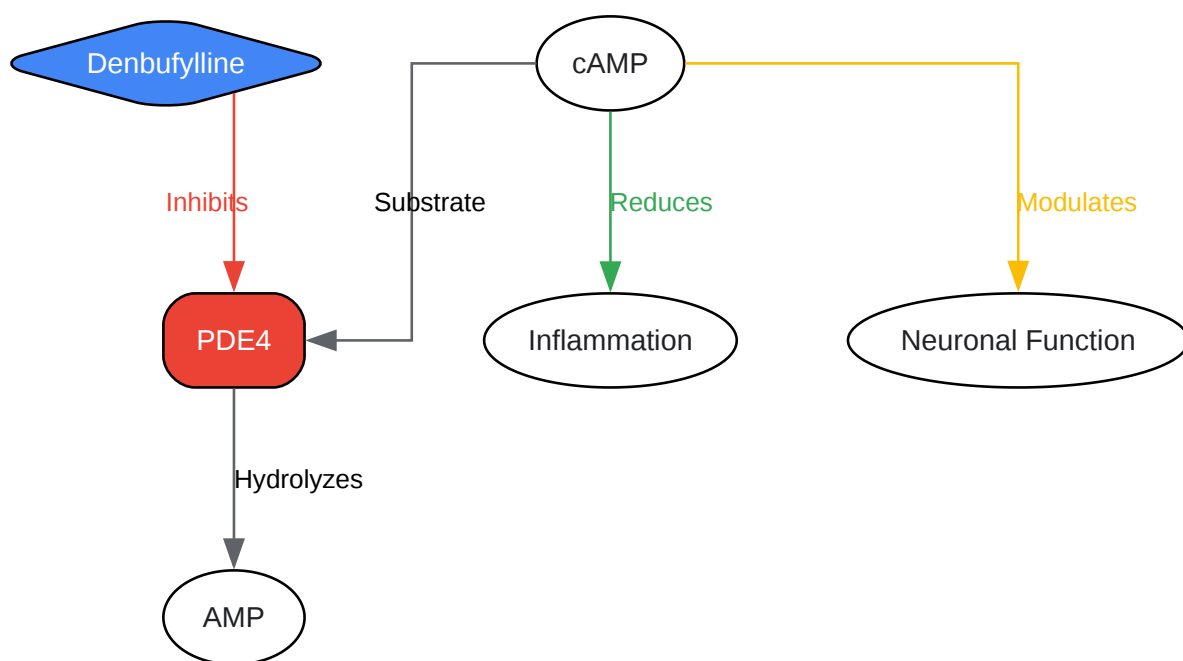 Denbufylline
cAMP
Inhibits
Substrate
Reduces
Modulates
PDE4
Inflammation
Neuronal Function
Hydrolyzes
AMP